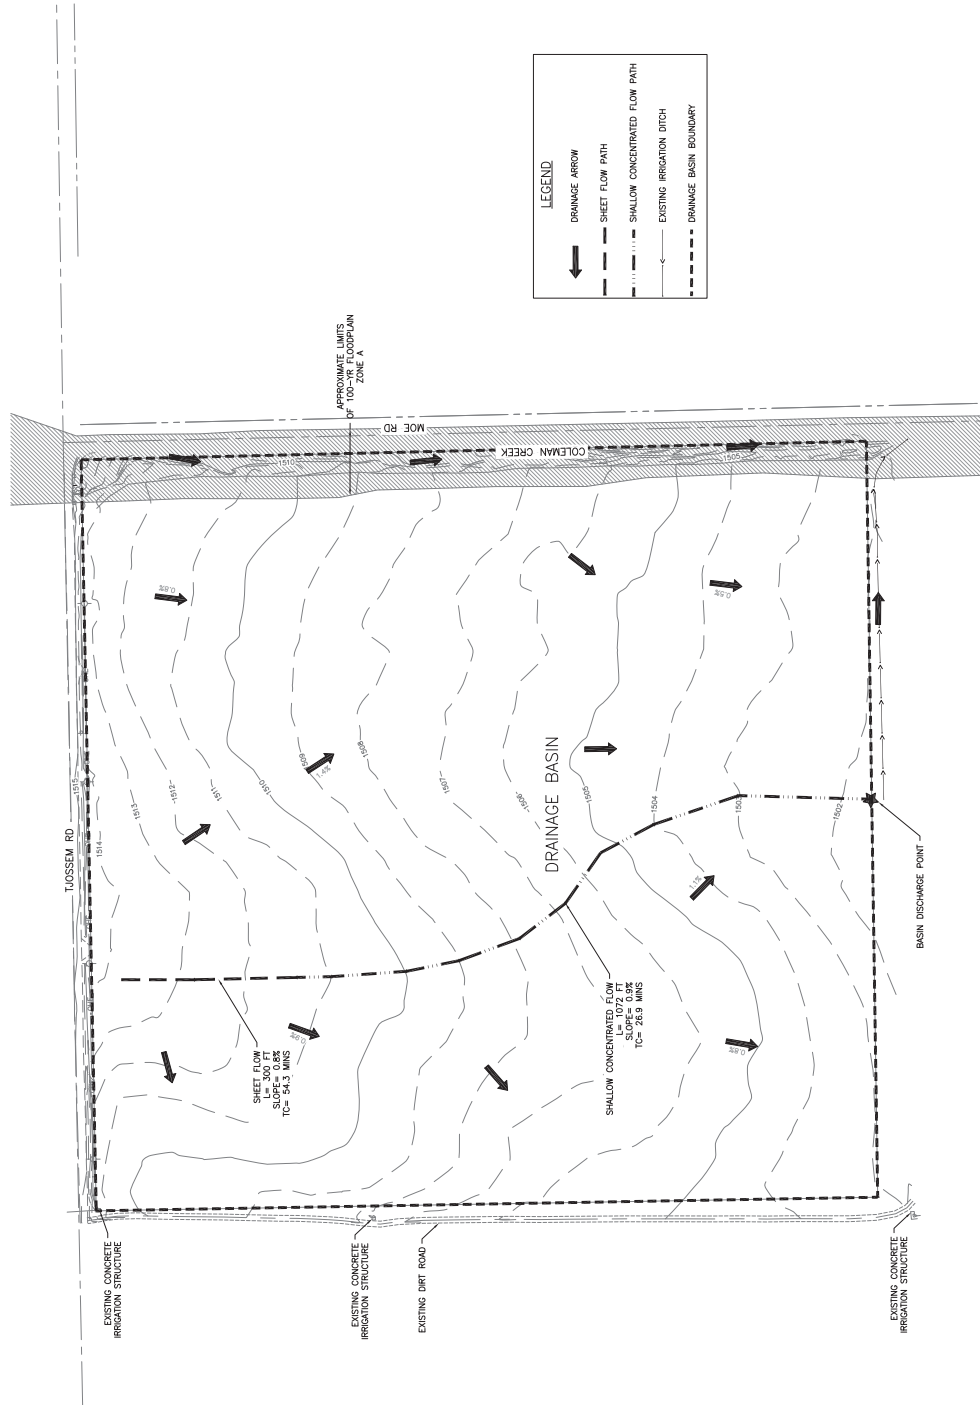 TJOSSEM RD
1515
1514
1513
1512
1511
1510
1509
1508
1507
1506
1505
1504
1503
1502
1510
1505
MOE RD
COLEMAN CREEK
APPROXIMATE LIMITS
OF 100-YR FLOODPLAIN
ZONE A
DRAINAGE BASIN
0.8%
1.4%
0.5%
0.9%
1.1%
0.8%
SHEET FLOW
L= 300 FT
SLOPE= 0.8%
TC= 54.3 MINS
SHALLOW CONCENTRATED FLOW
L= 1072 FT
SLOPE= 0.9%
TC= 26.9 MINS
BASIN DISCHARGE POINT
EXISTING CONCRETE
IRRIGATION STRUCTURE
EXISTING CONCRETE
IRRIGATION STRUCTURE
EXISTING DIRT ROAD
EXISTING CONCRETE
IRRIGATION STRUCTURE
LEGEND
DRAINAGE ARROW
SHEET FLOW PATH
SHALLOW CONCENTRATED FLOW PATH
EXISTING IRRIGATION DITCH
DRAINAGE BASIN BOUNDARY